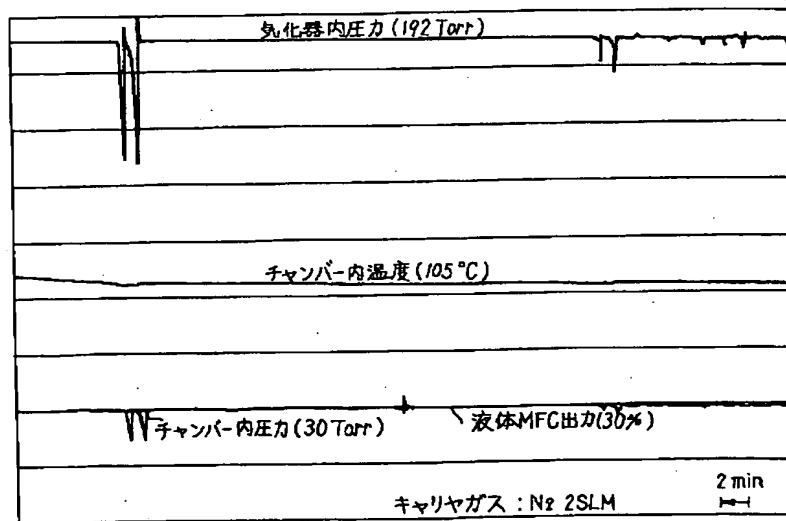 気化器内圧力(192 Torr)
チャンバー内温度(105°C)
チャンバー内圧力(30 Torr)
液体MFC出力(30%)
キャリヤガス:N2 2SLM
2 min